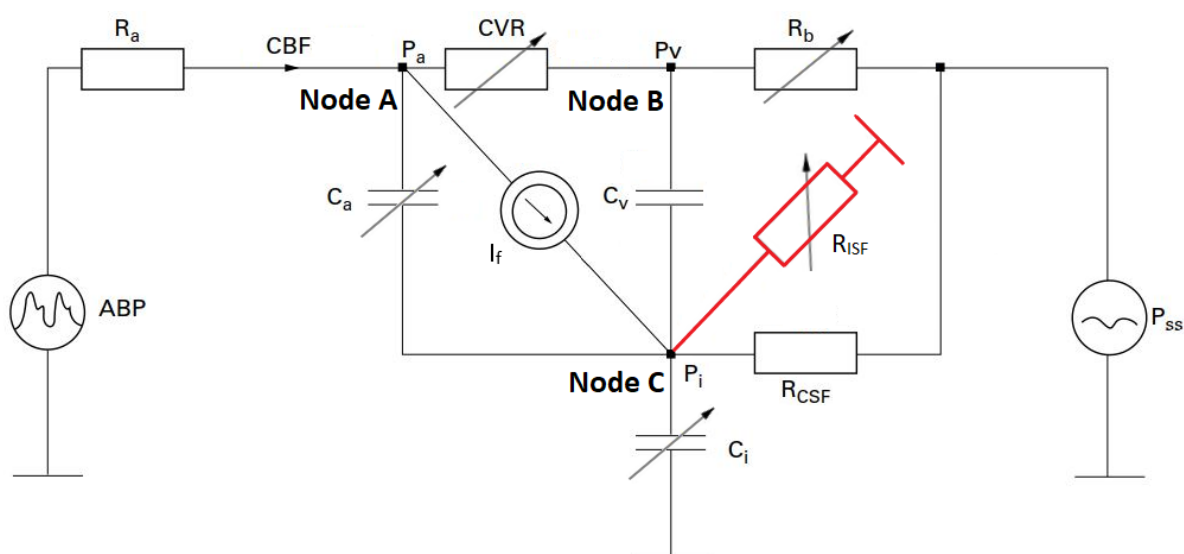 Ra
CBF
Pa
CVR
Pv
Rb
Node A
Node B
Ca
If
Cv
RISF
ABP
Pss
Node C
Pi
RCSF
Ci